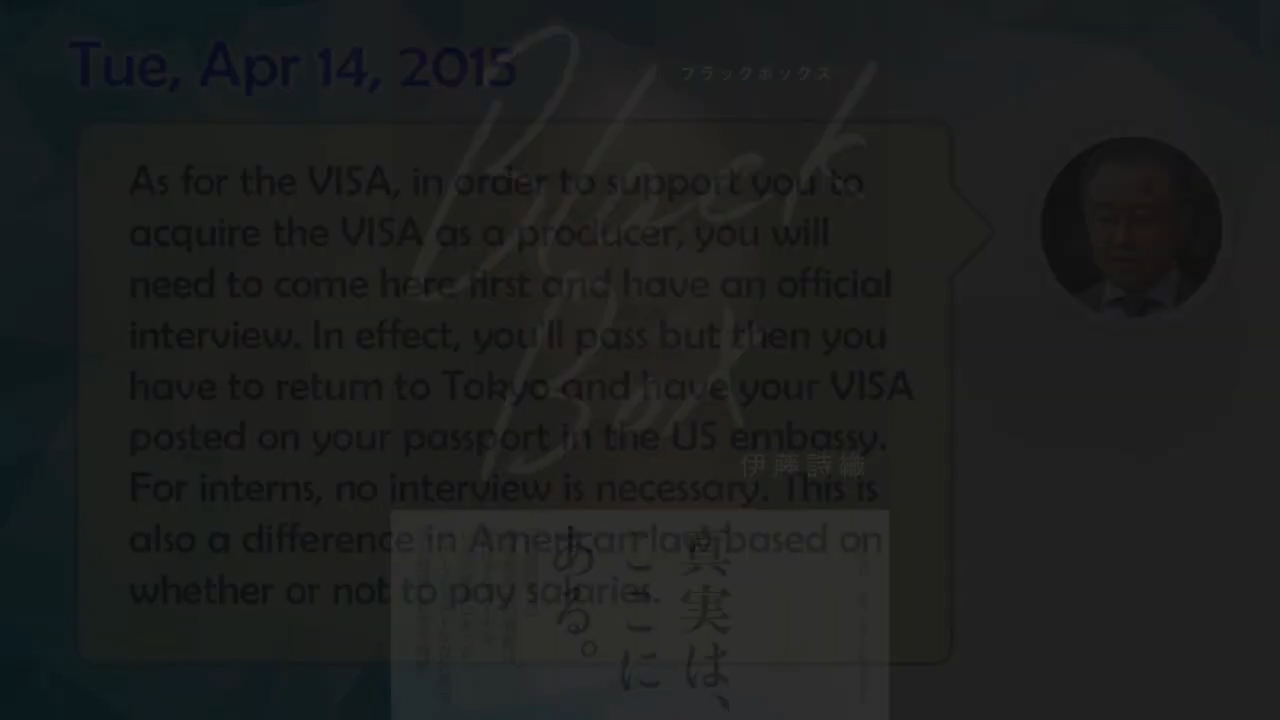 Tue, Apr 14, 2015
As for the VISA, in order to support you to
acquire the VISA as a producer, you will
need to come here first and have an official
interview. In effect, you'll pass but then you
have to return to Tokyo and have your VISA
posted on your passport in the US embassy.
For interns, no interview is necessary. This is
also a difference in American law based on
whether or not to pay salaries.
ブラックボックス
Black
Box
伊藤詩織
真実は、
ここに
ある。